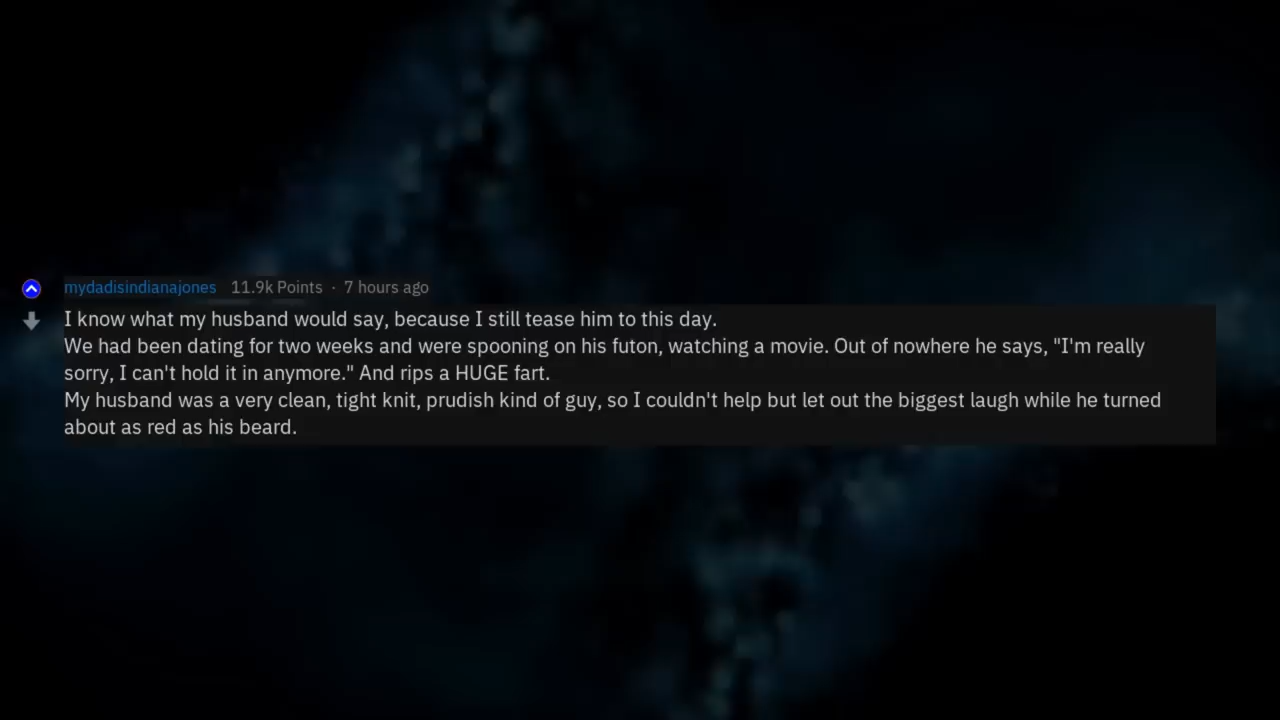 mydadisindianajones 11.9k Points · 7 hours ago
I know what my husband would say, because I still tease him to this day.
We had been dating for two weeks and were spooning on his futon, watching a movie. Out of nowhere he says, "I'm really
sorry, I can't hold it in anymore." And rips a HUGE fart.
My husband was a very clean, tight knit, prudish kind of guy, so I couldn't help but let out the biggest laugh while he turned
about as red as his beard.